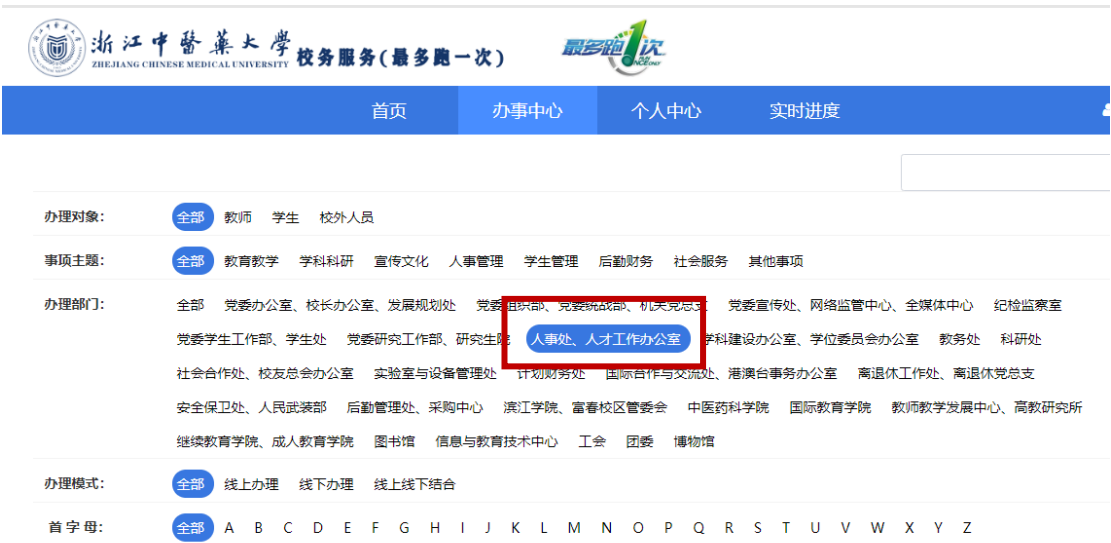 浙江中醫藥大學 校务服务(最多跑一次) 最多跑1次
ZHEJIANG CHINESE MEDICAL UNIVERSITY RUN ONCE ONLY
首页 办事中心 个人中心 实时进度
办理对象: 全部 教师 学生 校外人员
事项主题: 全部 教育教学 学科科研 宣传文化 人事管理 学生管理 后勤财务 社会服务 其他事项
办理部门: 全部 党委办公室、校长办公室、发展规划处 党委组织部、党委统战部、机关党总支 党委宣传处、网络监管中心、全媒体中心 纪检监察室
党委学生工作部、学生处 党委研究工作部、研究生院 人事处、人才工作办公室 学科建设办公室、学位委员会办公室 教务处 科研处
社会合作处、校友总会办公室 实验室与设备管理处 计划财务处 国际合作与交流处、港澳台事务办公室 离退休工作处、离退休党总支
安全保卫处、人民武装部 后勤管理处、采购中心 滨江学院、富春校区管委会 中医药科学院 国际教育学院 教师教学发展中心、高教研究所
继续教育学院、成人教育学院 图书馆 信息与教育技术中心 工会 团委 博物馆
办理模式: 全部 线上办理 线下办理 线上线下结合
首字母: 全部 A B C D E F G H I J K L M N O P Q R S T U V W X Y Z